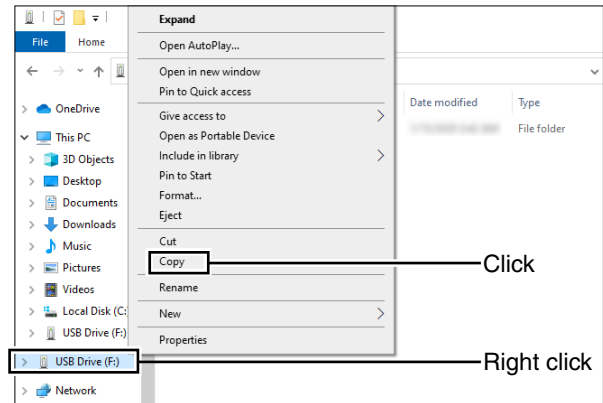 File
Home
Expand
Open AutoPlay...
Open in new window
Pin to Quick access
Give access to
Open as Portable Device
Include in library
Pin to Start
Format...
Eject
Cut
Copy
Rename
New
Properties
Date modified
Type
File folder
OneDrive
This PC
3D Objects
Desktop
Documents
Downloads
Music
Pictures
Videos
Local Disk (C:
USB Drive (F:)
USB Drive (F:)
Network
Click
Right click